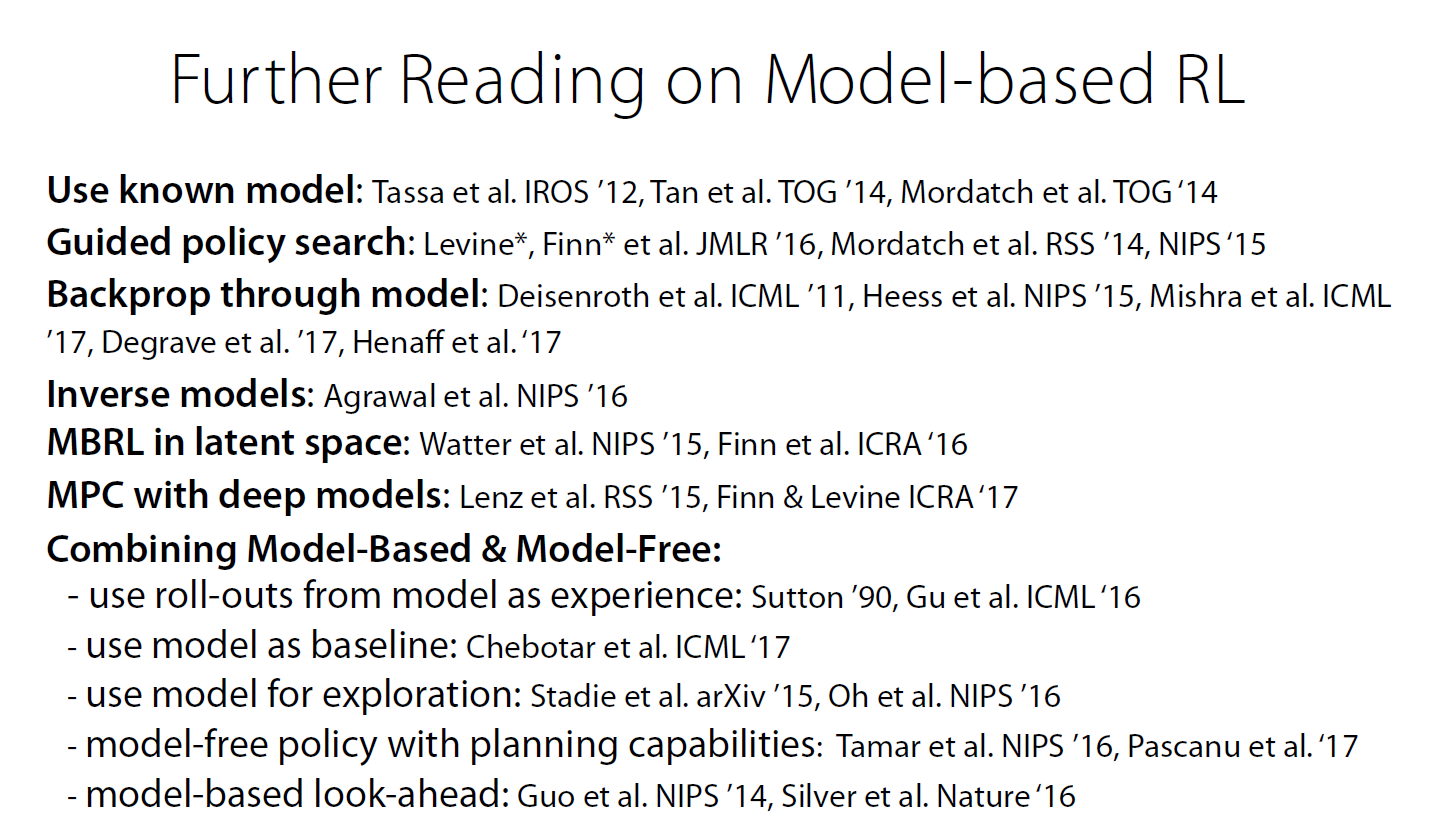 Further Reading on Model-based RL
Use known model: Tassa et al. IROS ’12, Tan et al. TOG ’14, Mordatch et al. TOG ‘14
Guided policy search: Levine*, Finn* et al. JMLR ’16, Mordatch et al. RSS ’14, NIPS ‘15
Backprop through model: Deisenroth et al. ICML ’11, Heess et al. NIPS ’15, Mishra et al. ICML
’17, Degrave et al. ’17, Henaff et al. ‘17
Inverse models: Agrawal et al. NIPS ’16
MBRL in latent space: Watter et al. NIPS ’15, Finn et al. ICRA ‘16
MPC with deep models: Lenz et al. RSS ’15, Finn & Levine ICRA ‘17
Combining Model-Based & Model-Free:
- use roll-outs from model as experience: Sutton ’90, Gu et al. ICML ‘16
- use model as baseline: Chebotar et al. ICML ‘17
- use model for exploration: Stadie et al. arXiv ’15, Oh et al. NIPS ’16
- model-free policy with planning capabilities: Tamar et al. NIPS ’16, Pascanu et al. ‘17
- model-based look-ahead: Guo et al. NIPS ’14, Silver et al. Nature ‘16